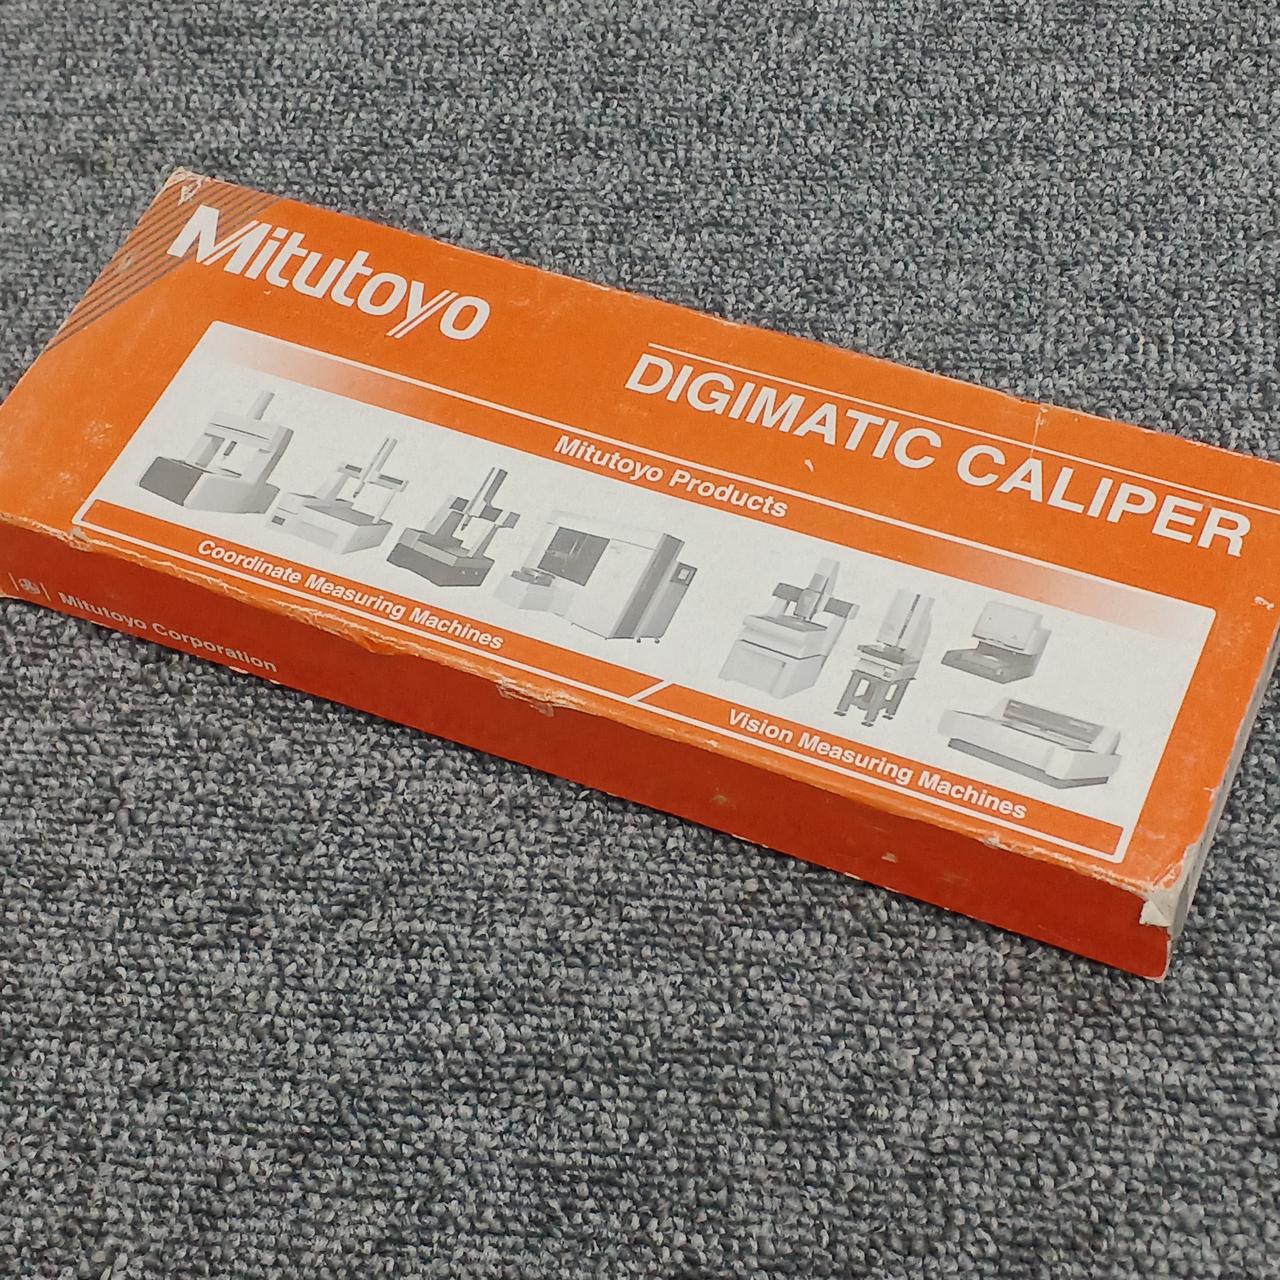 Mitutoyo
DIGIMATIC CALIPER
Mitutoyo Products
Coordinate Measuring Machines
Vision Measuring Machines
Mitutoyo Corporation